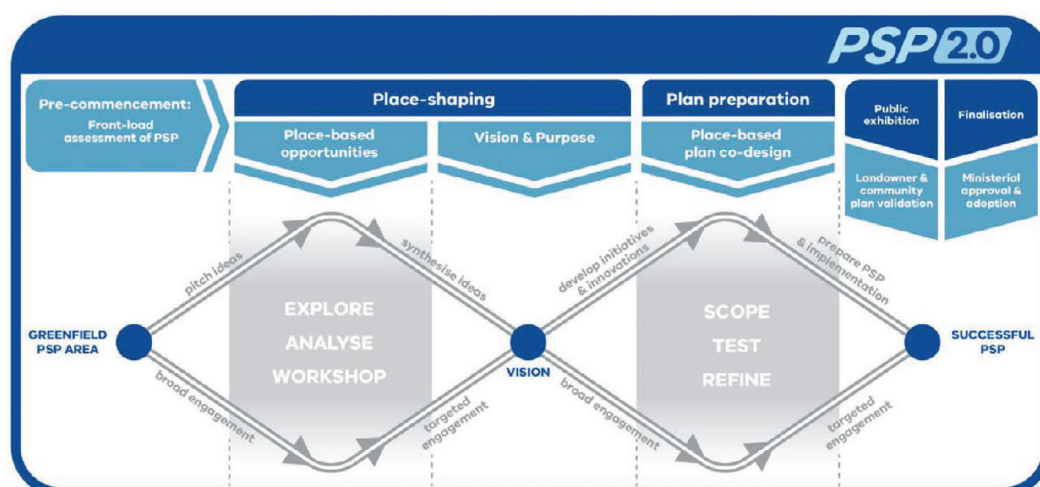 PSP 2.0
Pre-commencement:
Front-load
assessment of PSP
Place-shaping
Place-based
opportunities
Vision & Purpose
Plan preparation
Place-based
plan co-design
Public
exhibition
Finalisation
Landowner &
community
plan validation
Ministerial
approval &
adoption
pitch ideas
synthesise ideas
develop initiatives
& innovations
prepare PSP
& implementation
EXPLORE
ANALYSE
WORKSHOP
SCOPE
TEST
REFINE
GREENFIELD
PSP AREA
VISION
SUCCESSFUL
PSP
broad engagement
targeted
engagement
broad engagement
targeted
engagement